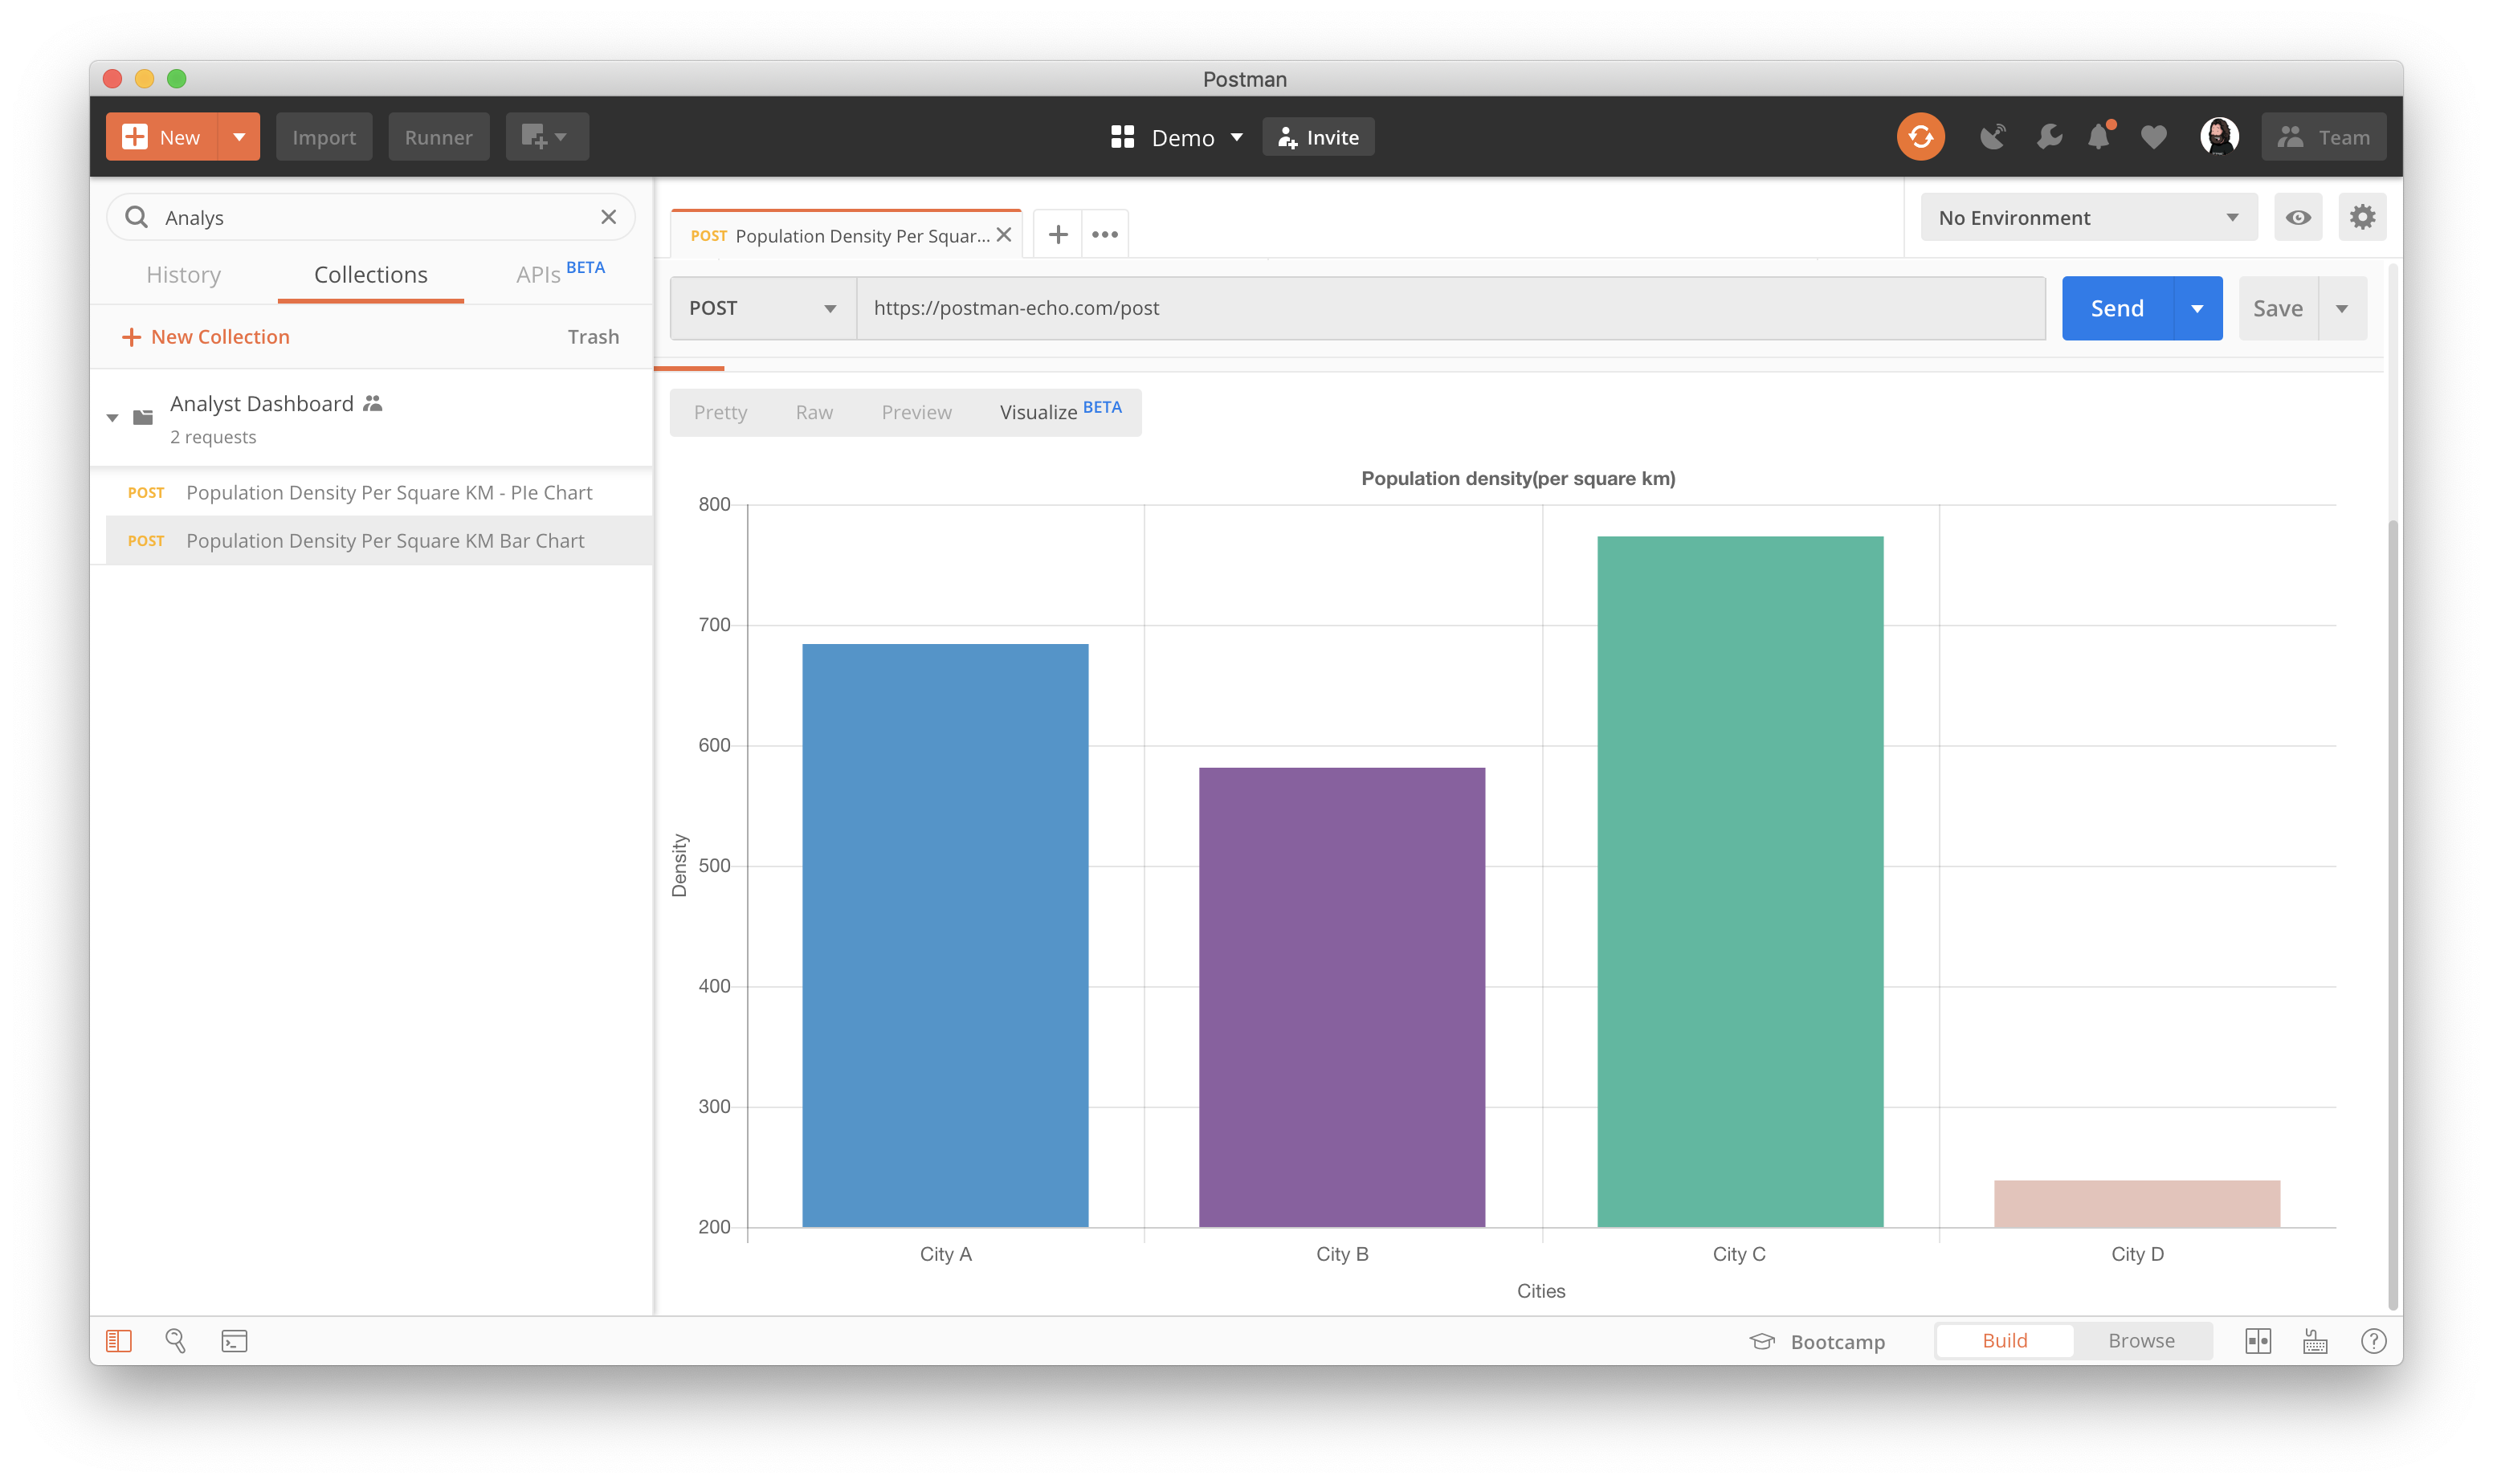 Postman
New
Import
Runner
Demo
Invite
Team
Analys
History
Collections
APIs BETA
New Collection
Trash
Analyst Dashboard
2 requests
POST Population Density Per Square KM - PIe Chart
POST Population Density Per Square KM Bar Chart
POST Population Density Per Squar...
No Environment
POST
https://postman-echo.com/post
Send
Save
Pretty
Raw
Preview
Visualize BETA
Population density(per square km)
800
700
600
500
400
300
200
Density
City A
City B
City C
City D
Cities
Bootcamp
Build
Browse